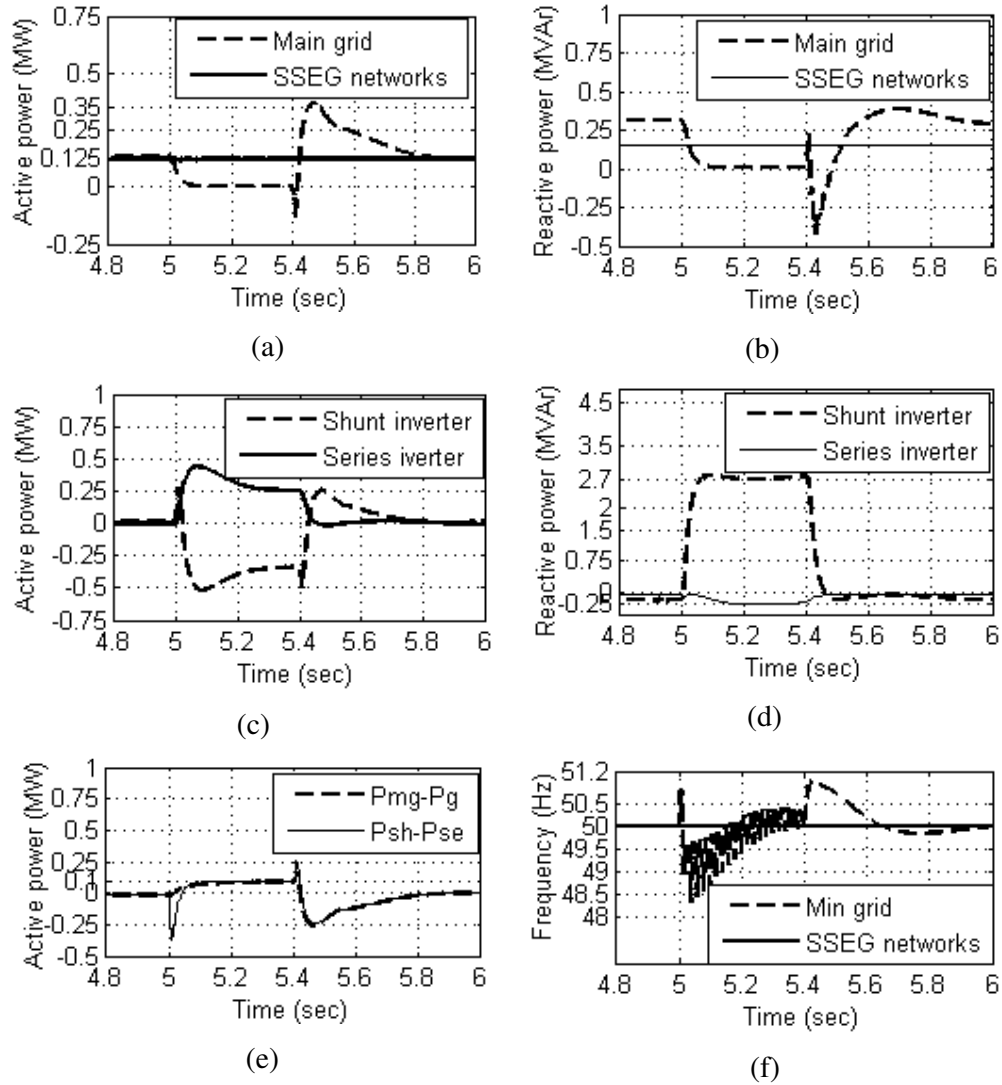 0.75
0.5
0.35
0.25
0.125
0
-0.25
Active power (MW)
Main grid
SSEG networks
4.8 5 5.2 5.4 5.6 5.8 6
Time (sec)
(a)
1
0.75
0.5
0.25
0
-0.25
-0.5
Reactive power (MVAr)
Main grid
SSEG networks
4.8 5 5.2 5.4 5.6 5.8 6
Time (sec)
(b)
1
0.75
0.5
0.25
0
-0.25
-0.5
-0.75
Active power (MW)
Shunt inverter
Series iverter
4.8 5 5.2 5.4 5.6 5.8 6
Time (sec)
(c)
4.5
3.5
2.7
1.5
0.75
0
-0.25
Reactive power (MVAr)
Shunt inverter
Series inverter
4.8 5 5.2 5.4 5.6 5.8 6
Time (sec)
(d)
1
0.75
0.5
0.25
0.1
0
-0.25
-0.5
Active power (MW)
Pmg-Pg
Psh-Pse
4.8 5 5.2 5.4 5.6 5.8 6
Time (sec)
(e)
51.2
50.5
50
49.5
49
48.5
48
Frequency (Hz)
Min grid
SSEG networks
4.8 5 5.2 5.4 5.6 5.8 6
Time (sec)
(f)